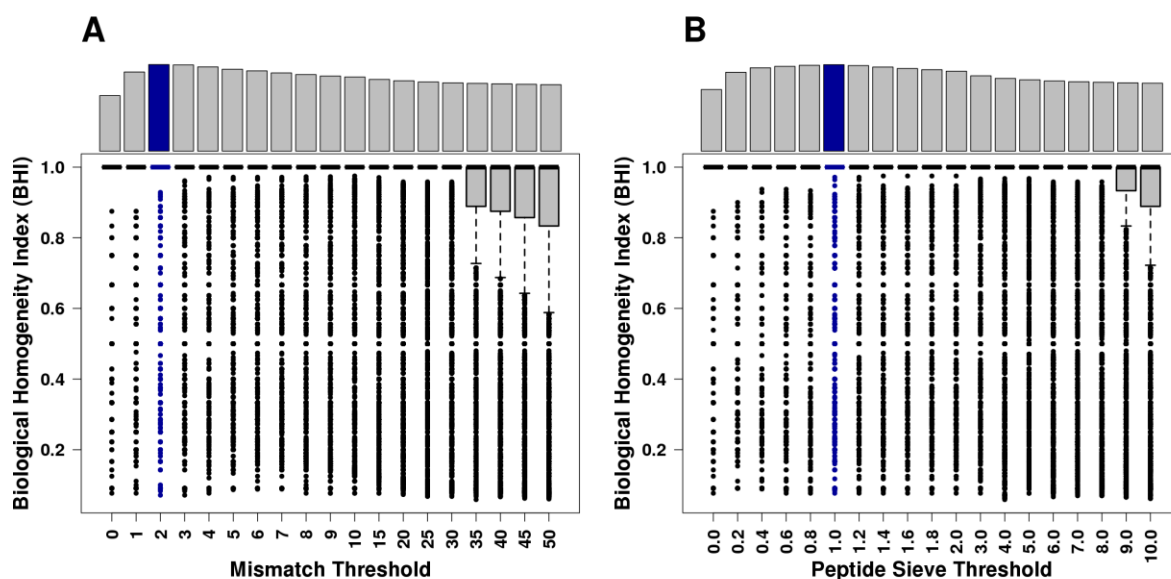 A
Biological Homogeneity Index (BHI)
1.0
0.8
0.6
0.4
0.2
0 1 2 3 4 5 6 7 8 9 10 15 20 25 30 35 40 45 50
Mismatch Threshold
B
Biological Homogeneity Index (BHI)
1.0
0.8
0.6
0.4
0.2
0.0 0.2 0.4 0.6 0.8 1.0 1.2 1.4 1.6 1.8 2.0 3.0 4.0 5.0 6.0 7.0 8.0 9.0 10.0
Peptide Sieve Threshold